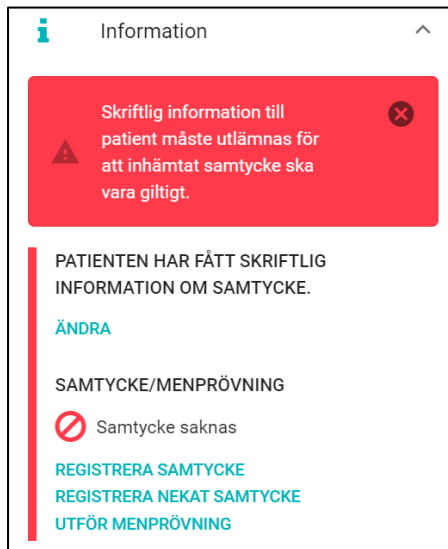 Information
Skriftlig information till
patient måste utlämnas för
att inhämtat samtycke ska
vara giltigt.
PATIENTEN HAR FÅTT SKRIFTLIG
INFORMATION OM SAMTYCKE.
ÄNDRA
SAMTYCKE/MENPRÖVNING
Samtycke saknas
REGISTRERA SAMTYCKE
REGISTRERA NEKAT SAMTYCKE
UTFÖR MENPRÖVNING